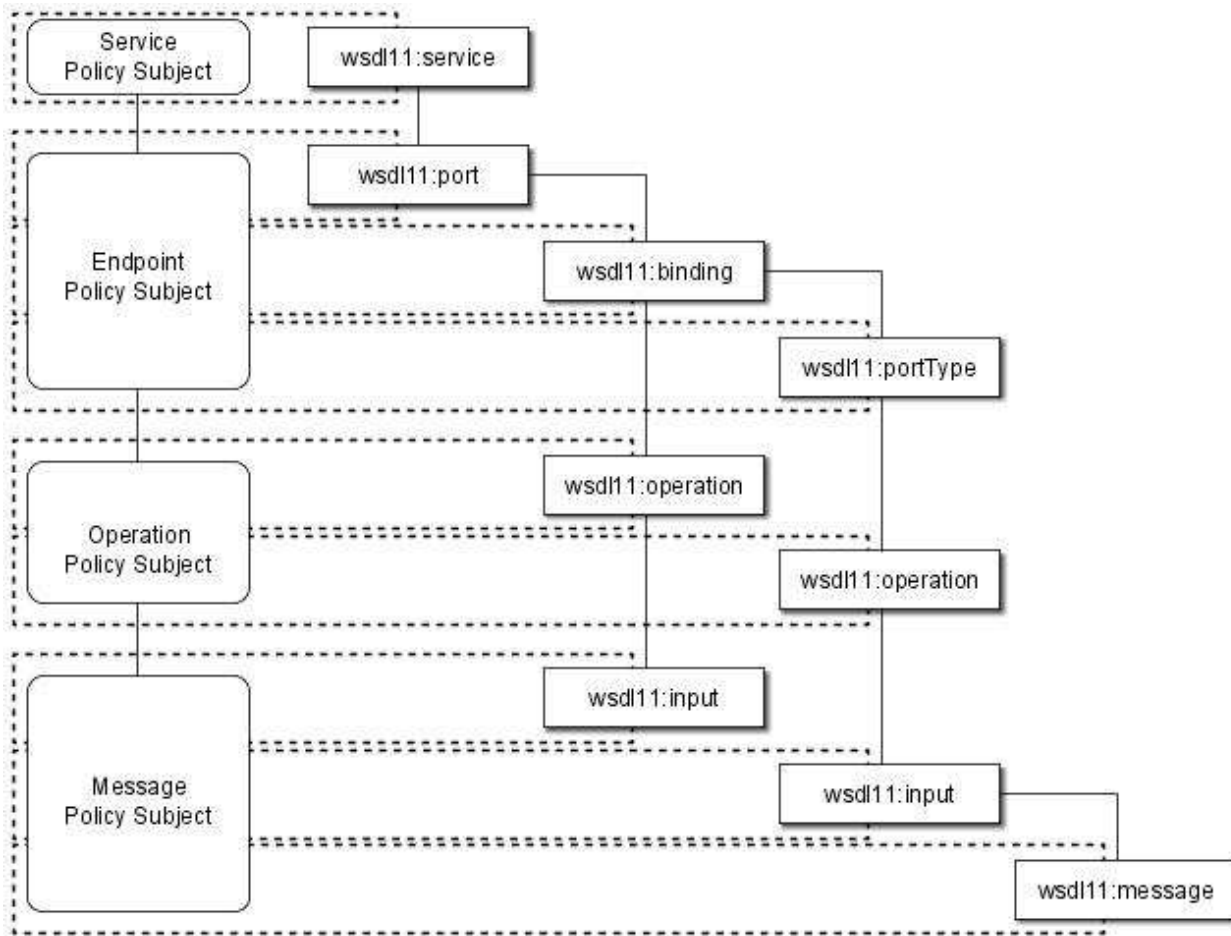 Service
Policy Subject
wsdl11:service
wsdl11:port
Endpoint
Policy Subject
wsdl11:binding
wsdl11:portType
wsdl11:operation
Operation
Policy Subject
wsdl11:operation
wsdl11:input
Message
Policy Subject
wsdl11:input
wsdl11:message